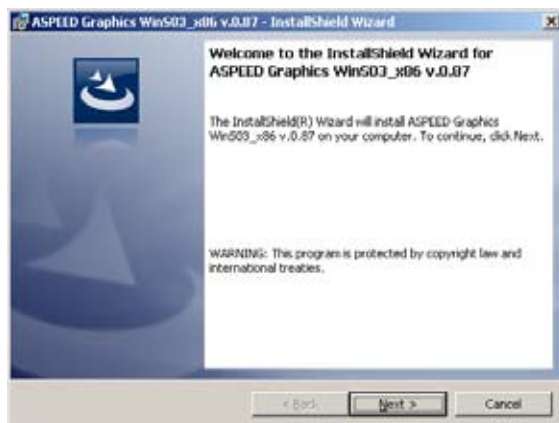 ASPEED Graphics WinS03_x86 v.0.87 - InstallShield Wizard
Welcome to the InstallShield Wizard for
ASPEED Graphics WinS03_x86 v.0.87
The InstallShield(R) Wizard will install ASPEED Graphics
WinS03_x86 v.0.87 on your computer. To continue, click Next.
WARNING: This program is protected by copyright law and
international treaties.
< Back
Next >
Cancel